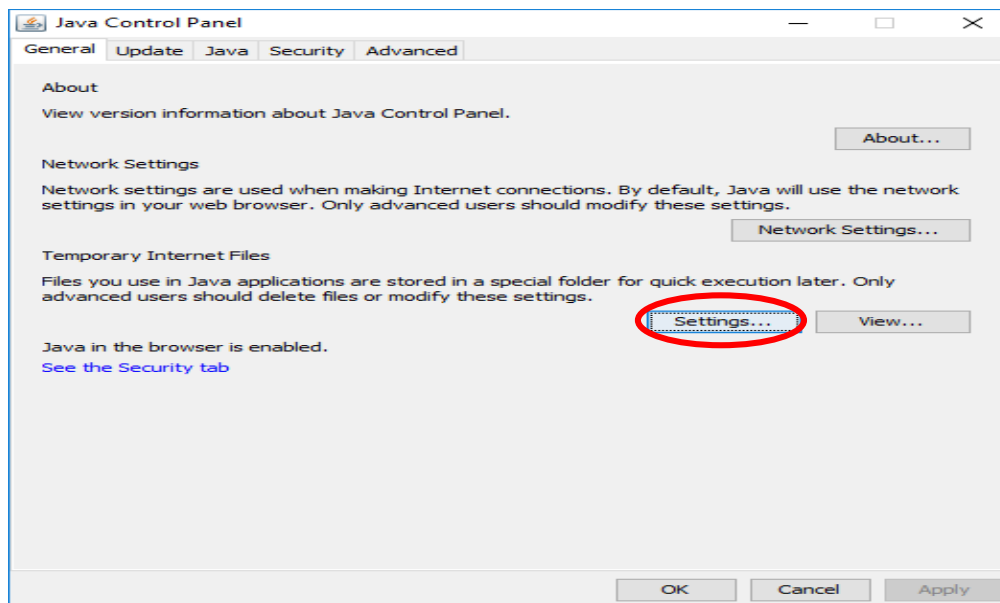 Java Control Panel
General Update Java Security Advanced
About
View version information about Java Control Panel.
About...
Network Settings
Network settings are used when making Internet connections. By default, Java will use the network
settings in your web browser. Only advanced users should modify these settings.
Network Settings...
Temporary Internet Files
Files you use in Java applications are stored in a special folder for quick execution later. Only
advanced users should delete files or modify these settings.
Settings... View...
Java in the browser is enabled.
See the Security tab
OK Cancel Apply